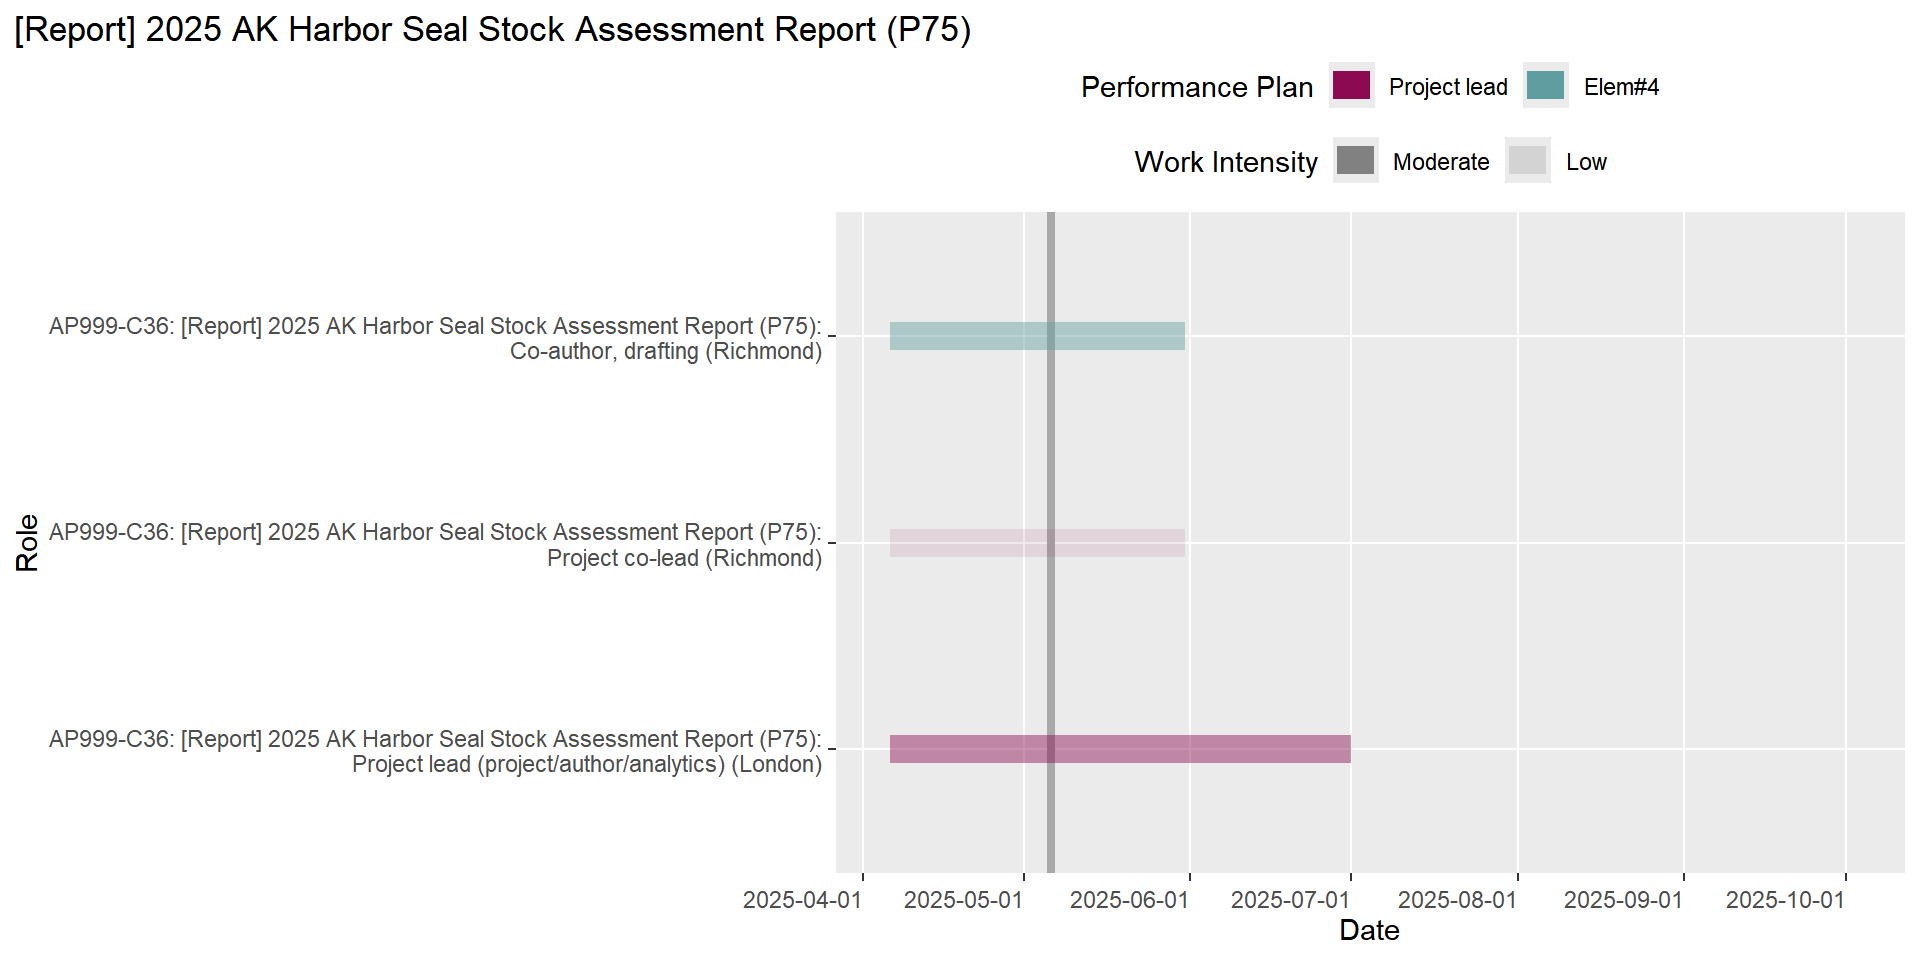 [Report] 2025 AK Harbor Seal Stock Assessment Report (P75)
Performance Plan Project lead Elem#4
Work Intensity Moderate Low
AP999-C36: [Report] 2025 AK Harbor Seal Stock Assessment Report (P75):
Co-author, drafting (Richmond)
Role
AP999-C36: [Report] 2025 AK Harbor Seal Stock Assessment Report (P75):
Project co-lead (Richmond)
AP999-C36: [Report] 2025 AK Harbor Seal Stock Assessment Report (P75):
Project lead (project/author/analytics) (London)
2025-04-01 2025-05-01 2025-06-01 2025-07-01 2025-08-01 2025-09-01 2025-10-01
Date